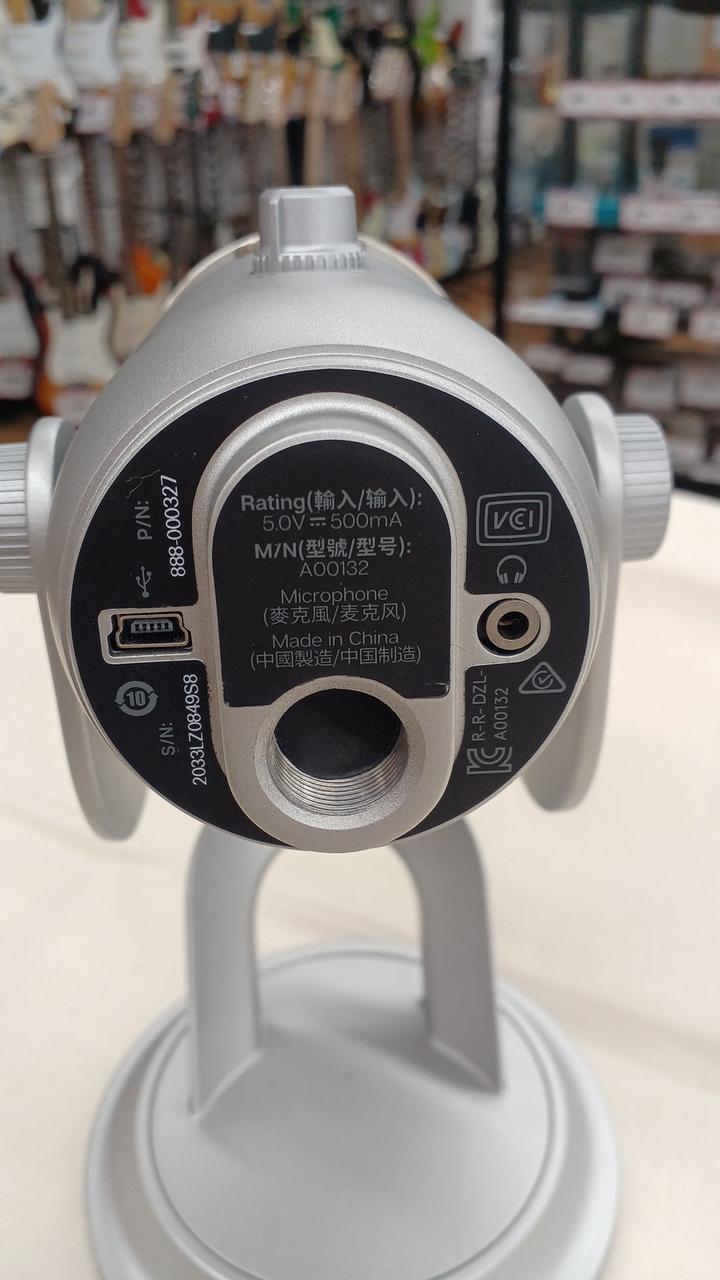 Rating(輸入/输入):
5.0V⎓500mA
M/N(型號/型号):
A00132
Microphone
(麥克風/麦克风)
Made in China
(中國製造/中国制造)
P/N:
888-000327
10
S/N:
2033LZ0849S8
VCI
R-R-DZL-
A00132